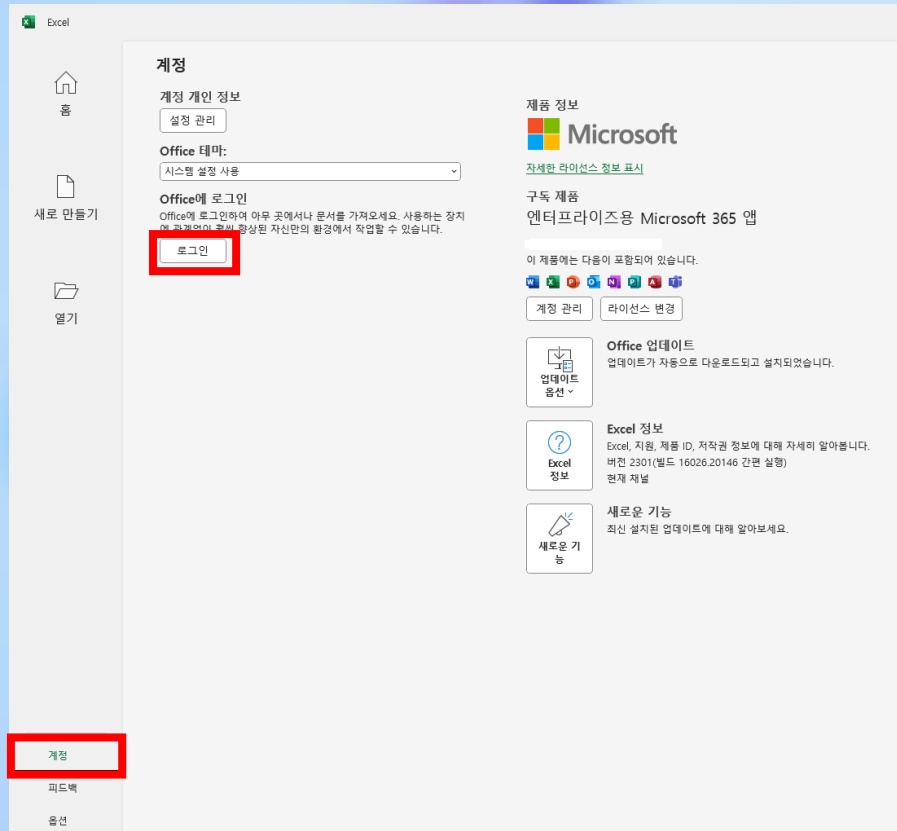 Excel
홈
새로 만들기
열기
계정
피드백
옵션
계정
계정 개인 정보
설정 관리
Office 테마:
시스템 설정 사용
Office에 로그인
Office에 로그인하여 아무 곳에서나 문서를 가져오세요. 사용하는 장치
에 관계없이 훨씬 향상된 자신만의 환경에서 작업할 수 있습니다.
로그인
제품 정보
Microsoft
자세한 라이선스 정보 표시
구독 제품
엔터프라이즈용 Microsoft 365 앱
이 제품에는 다음이 포함되어 있습니다.
계정 관리
라이선스 변경
업데이트
옵션
Office 업데이트
업데이트가 자동으로 다운로드되고 설치되었습니다.
Excel
정보
Excel 정보
Excel, 지원, 제품 ID, 저작권 정보에 대해 자세히 알아봅니다.
버전 2301(빌드 16026.20146 간편 실행)
현재 채널
새로운 기
능
새로운 기능
최신 설치된 업데이트에 대해 알아보세요.